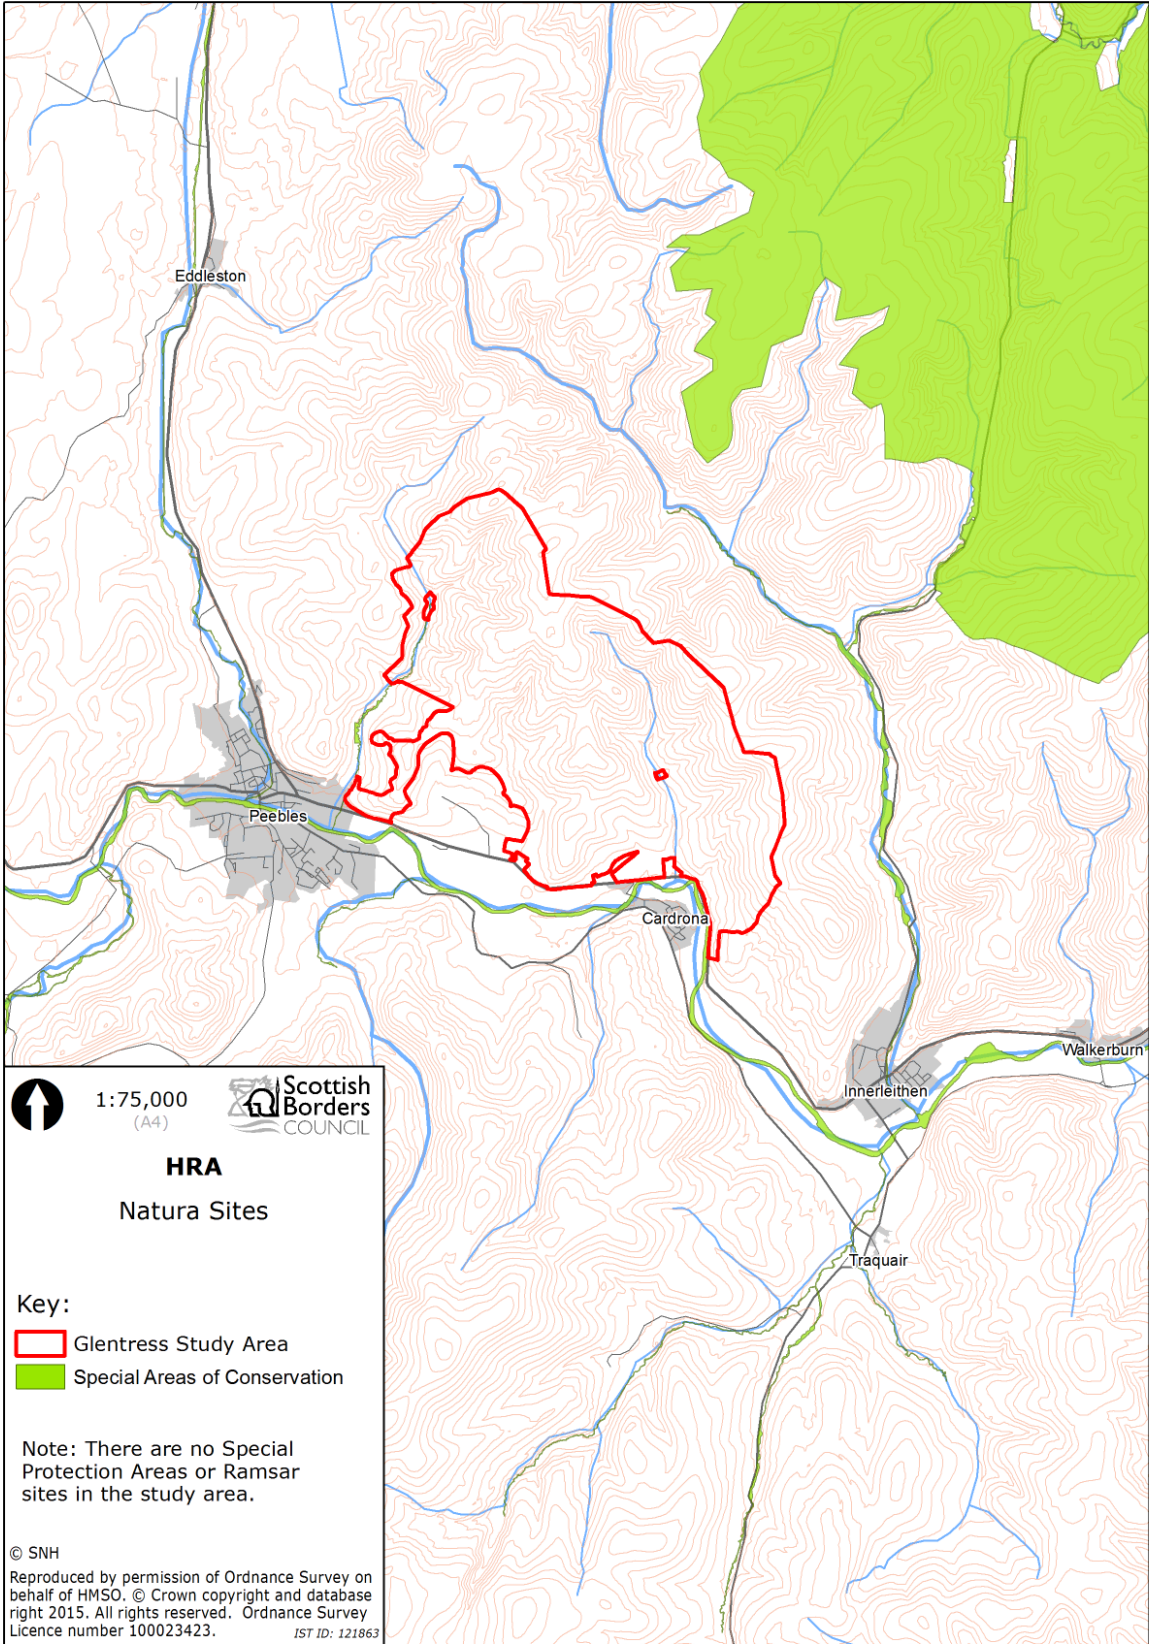 Eddleston
Peebles
Cardrona
Walkerburn
Innerleithen
Traquair
1:75,000
(A4)
Scottish
Borders
COUNCIL
HRA
Natura Sites
Key:
Glentress Study Area
Special Areas of Conservation
Note: There are no Special
Protection Areas or Ramsar
sites in the study area.
© SNH
Reproduced by permission of Ordnance Survey on
behalf of HMSO. © Crown copyright and database
right 2015. All rights reserved. Ordnance Survey
Licence number 100023423.
IST ID: 121863